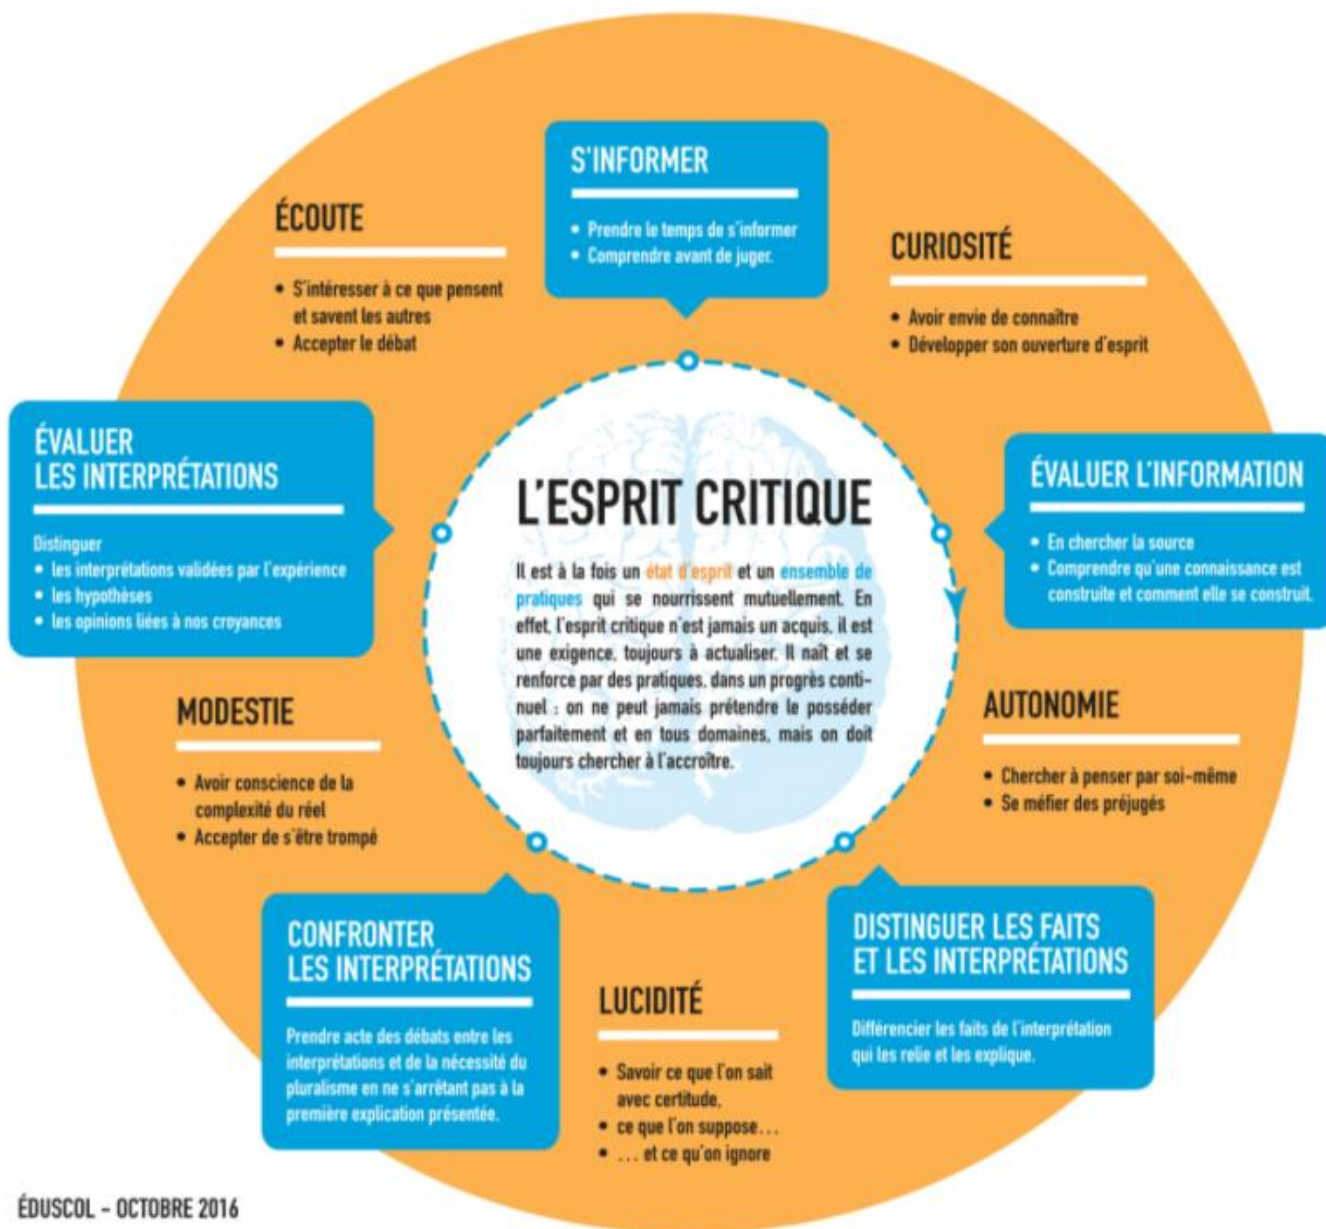 S'INFORMER
• Prendre le temps de s'informer
• Comprendre avant de juger.
ÉCOUTE
• S'intéresser à ce que pensent
et savent les autres
• Accepter le débat
CURIOSITÉ
• Avoir envie de connaître
• Développer son ouverture d'esprit
ÉVALUER
LES INTERPRÉTATIONS
Distinguer
• les interprétations validées par l'expérience
• les hypothèses
• les opinions liées à nos croyances
L'ESPRIT CRITIQUE
Il est à la fois un état d'esprit et un ensemble de
pratiques qui se nourrissent mutuellement. En
effet, l'esprit critique n'est jamais un acquis, il est
une exigence, toujours à actualiser. Il naît et se
renforce par des pratiques, dans un progrès conti-
nuel : on ne peut jamais prétendre le posséder
parfaitement et en tous domaines, mais on doit
toujours chercher à l'accroître.
ÉVALUER L'INFORMATION
• En chercher la source
• Comprendre qu'une connaissance est
construite et comment elle se construit.
MODESTIE
• Avoir conscience de la
complexité du réel
• Accepter de s'être trompé
AUTONOMIE
• Chercher à penser par soi-même
• Se méfier des préjugés
CONFRONTER
LES INTERPRÉTATIONS
Prendre acte des débats entre les
interprétations et de la nécessité du
pluralisme en ne s'arrêtant pas à la
première explication présentée.
LUCIDITÉ
• Savoir ce que l'on sait
avec certitude,
• ce que l'on suppose...
• ... et ce qu'on ignore
DISTINGUER LES FAITS
ET LES INTERPRÉTATIONS
Différencier les faits de l'interprétation
qui les relie et les explique.
ÉDUSCOL - OCTOBRE 2016